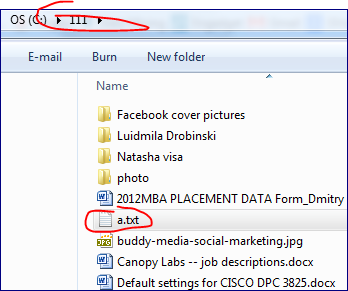 OS (C:) ▸ 111 ▸
E-mail Burn New folder
Name
Facebook cover pictures
Luidmila Drobinski
Natasha visa
photo
2012MBA PLACEMENT DATA Form_Dmitry
a.txt
buddy-media-social-marketing.jpg
Canopy Labs -- job descriptions.docx
Default settings for CISCO DPC 3825.docx